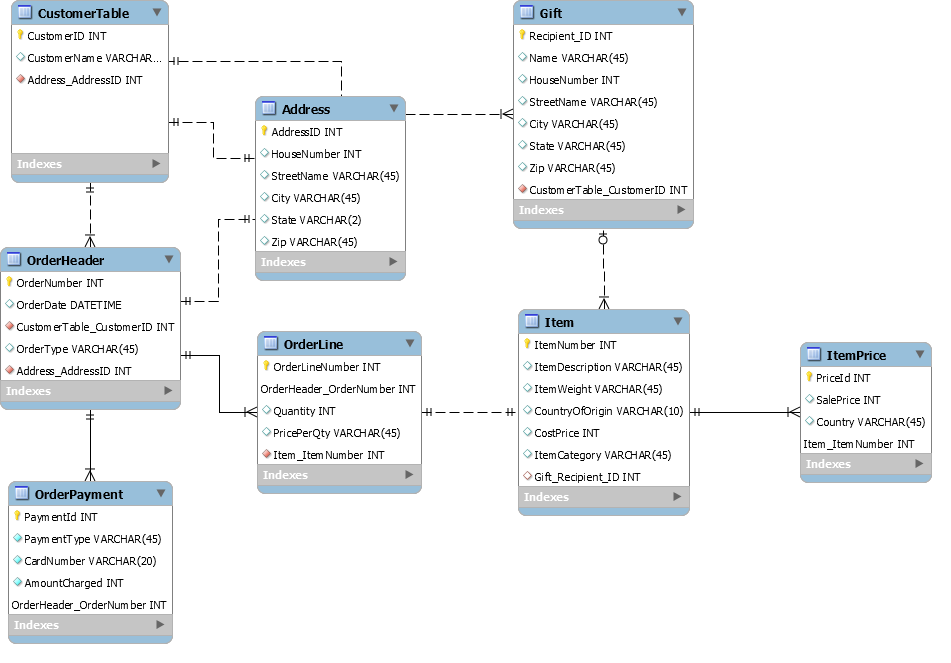 CustomerTable
CustomerID INT
CustomerName VARCHAR...
Address_AddressID INT
Indexes
Gift
Recipient_ID INT
Name VARCHAR(45)
HouseNumber INT
StreetName VARCHAR(45)
City VARCHAR(45)
State VARCHAR(45)
Zip VARCHAR(45)
CustomerTable_CustomerID INT
Indexes
Address
AddressID INT
HouseNumber INT
StreetName VARCHAR(45)
City VARCHAR(45)
State VARCHAR(2)
Zip VARCHAR(45)
Indexes
OrderHeader
OrderNumber INT
OrderDate DATETIME
CustomerTable_CustomerID INT
OrderType VARCHAR(45)
Address_AddressID INT
Indexes
OrderLine
OrderLineNumber INT
OrderHeader_OrderNumber INT
Quantity INT
PricePerQty VARCHAR(45)
Item_ItemNumber INT
Indexes
Item
ItemNumber INT
ItemDescription VARCHAR(45)
ItemWeight VARCHAR(45)
CountryOfOrigin VARCHAR(10)
CostPrice INT
ItemCategory VARCHAR(45)
Gift_Recipient_ID INT
Indexes
ItemPrice
PriceId INT
SalePrice INT
Country VARCHAR(45)
Item_ItemNumber INT
Indexes
OrderPayment
PaymentId INT
PaymentType VARCHAR(45)
CardNumber VARCHAR(20)
AmountCharged INT
OrderHeader_OrderNumber INT
Indexes